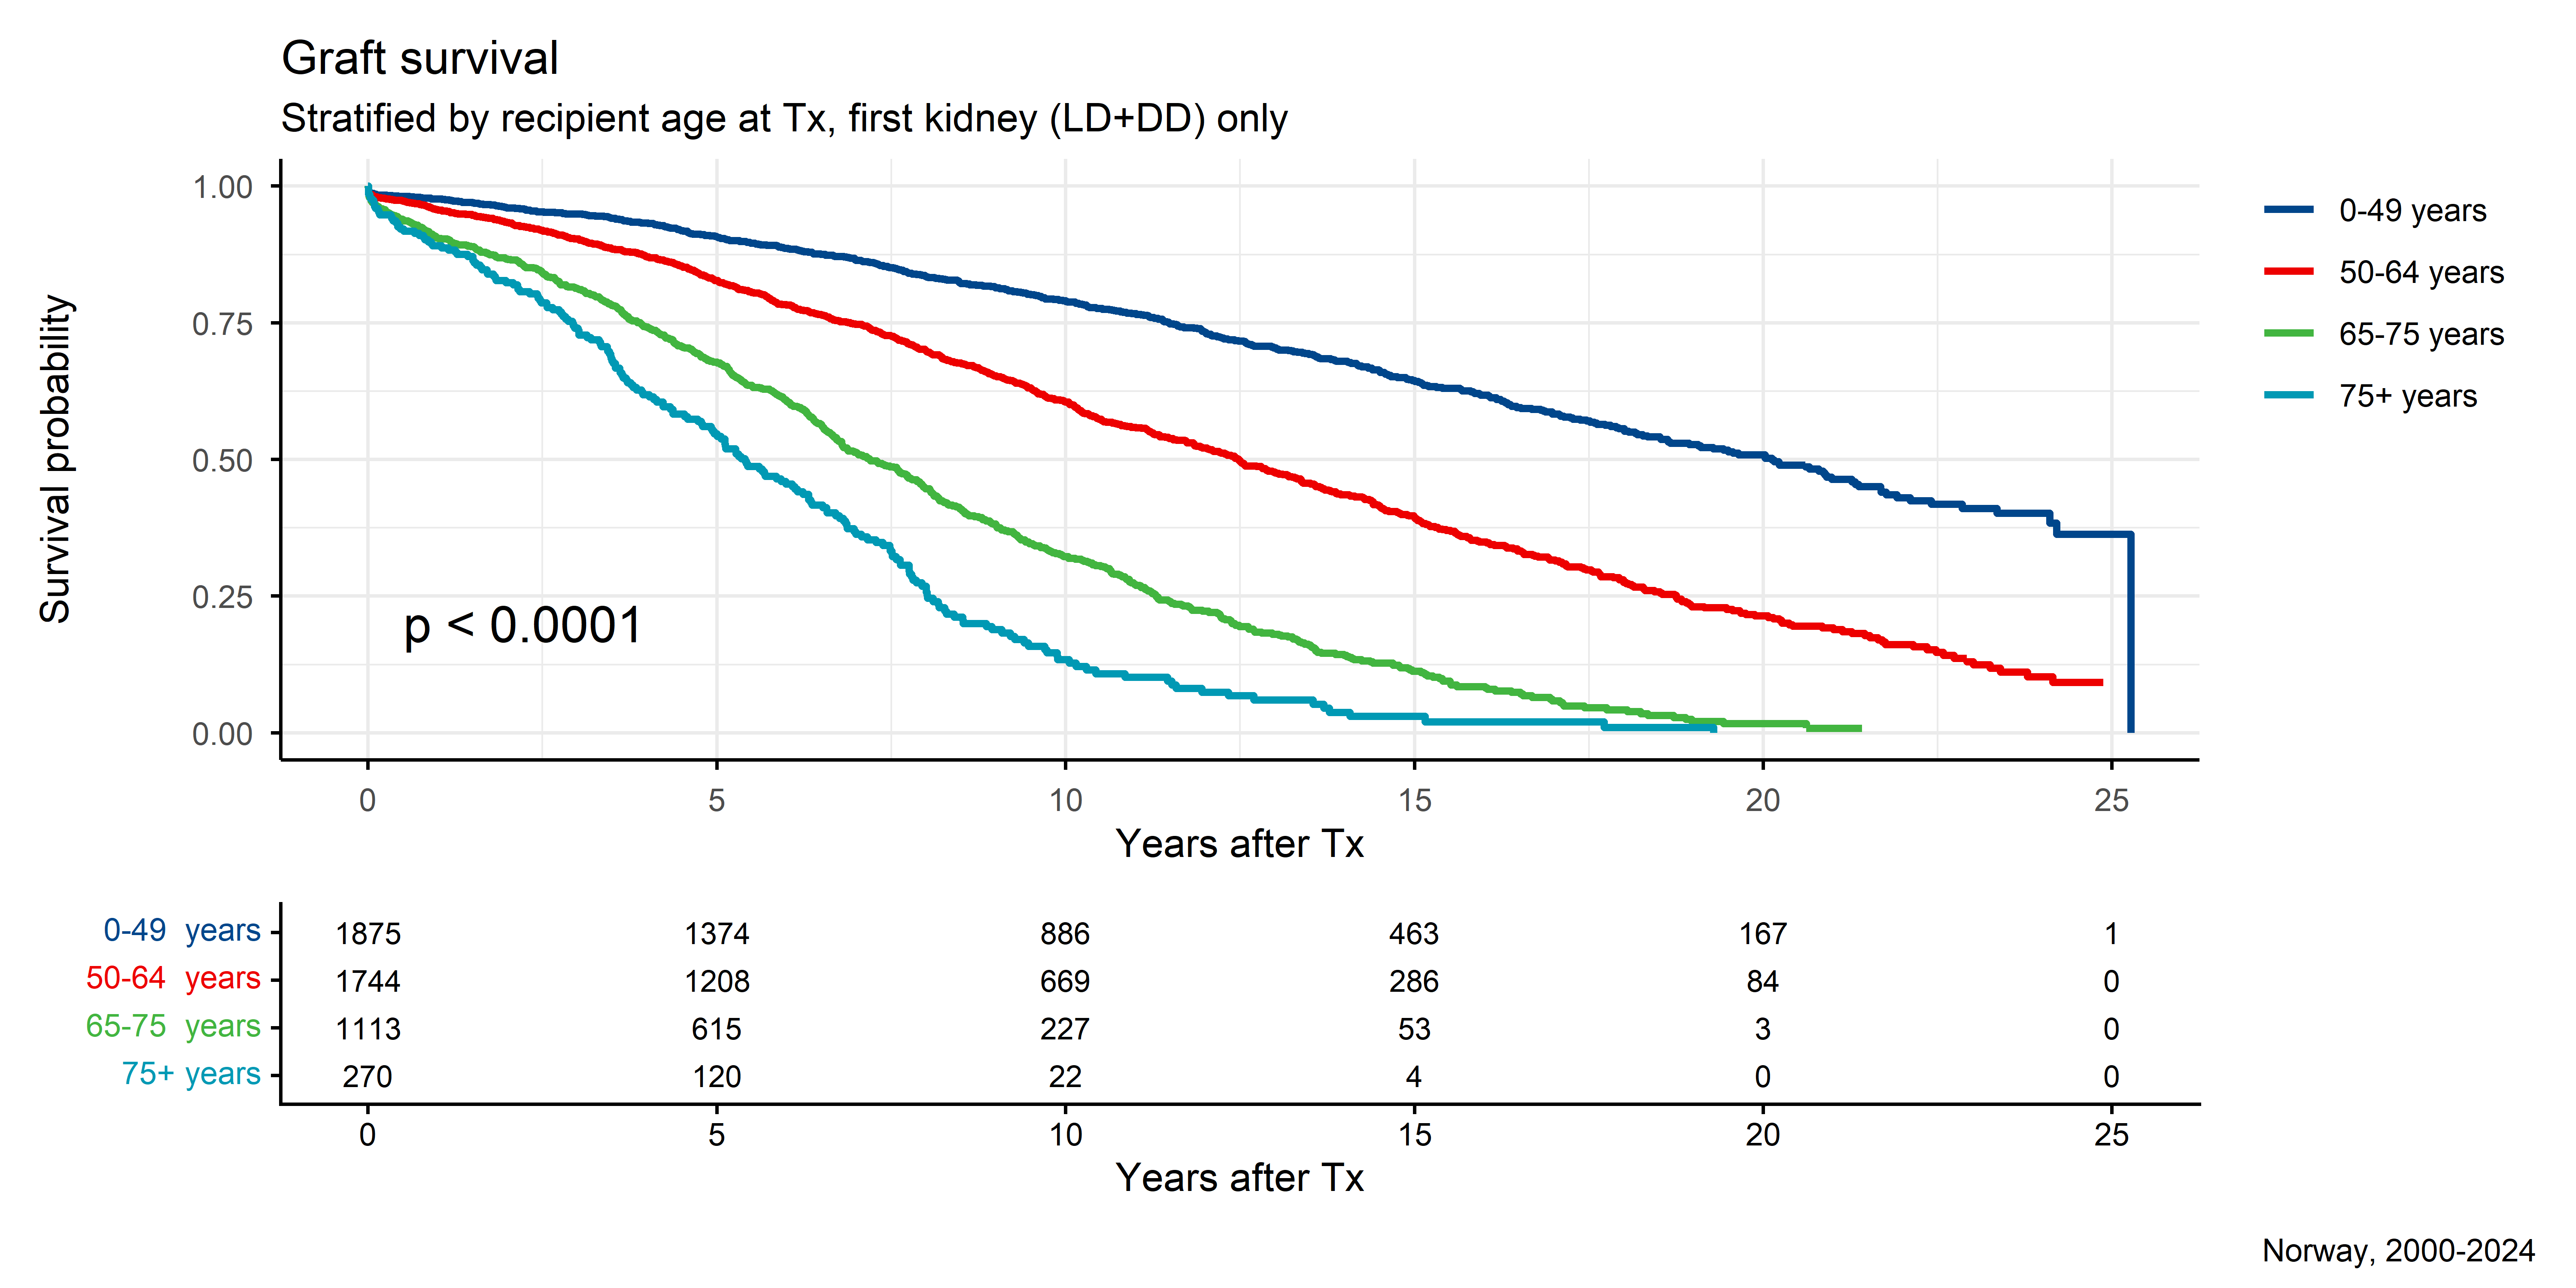 Graft survival
Stratified by recipient age at Tx, first kidney (LD+DD) only
Survival probability
1.00
0.75
0.50
0.25
0.00
p < 0.0001
0-49 years
50-64 years
65-75 years
75+ years
0 5 10 15 20 25
Years after Tx
0-49 years 1875 1374 886 463 167 1
50-64 years 1744 1208 669 286 84 0
65-75 years 1113 615 227 53 3 0
75+ years 270 120 22 4 0 0
0 5 10 15 20 25
Years after Tx
Norway, 2000-2024